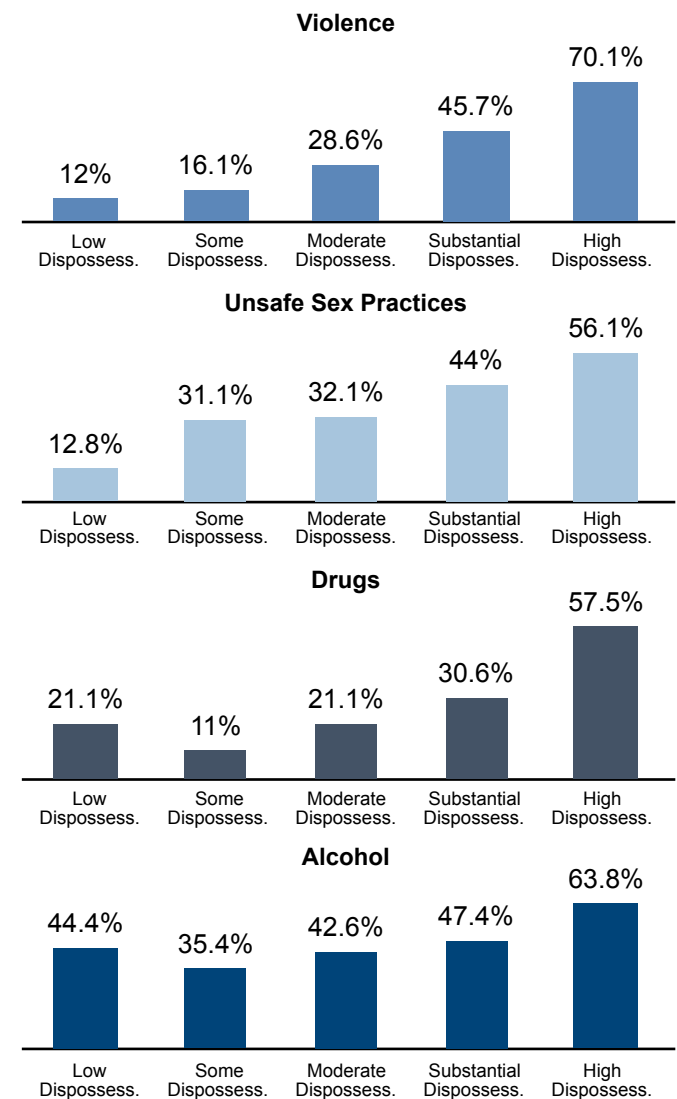 Violence
70.1%
45.7%
28.6%
16.1%
12%
Low Some Moderate Substantial High
Dispossess. Dispossess. Dispossess. Disposses. Dispossess.
Unsafe Sex Practices
56.1%
44%
32.1%
31.1%
12.8%
Low Some Moderate Substantial High
Dispossess. Dispossess. Dispossess. Dispossess. Dispossess.
Drugs
57.5%
30.6%
21.1% 21.1%
11%
Low Some Moderate Substantial High
Dispossess. Dispossess. Dispossess. Dispossess. Dispossess.
Alcohol
63.8%
47.4%
44.4% 42.6%
35.4%
Low Some Moderate Substantial High
Dispossess. Dispossess. Dispossess. Dispossess. Dispossess.